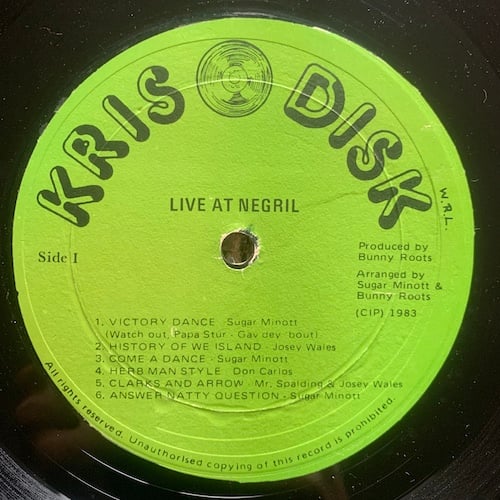 KRIS DISK
W.R.L.
LIVE AT NEGRIL
Side I
Produced by
Bunny Roots
Arranged by
Sugar Minott &
Bunny Roots
(CIP) 1983
1. VICTORY DANCE - Sugar Minott
(Watch out, Papa Stur - Gav dey 'bout)
2. HISTORY OF WE ISLAND - Josey Wales
3. COME A DANCE - Sugar Minott
4. HERB MAN STYLE Don Carlos
5. CLARKS AND ARROW - Mr. Spalding & Josey Wales
6. ANSWER NATTY QUESTION - Sugar Minott
All rights reserved. Unauthorised copying of this record is prohibited.